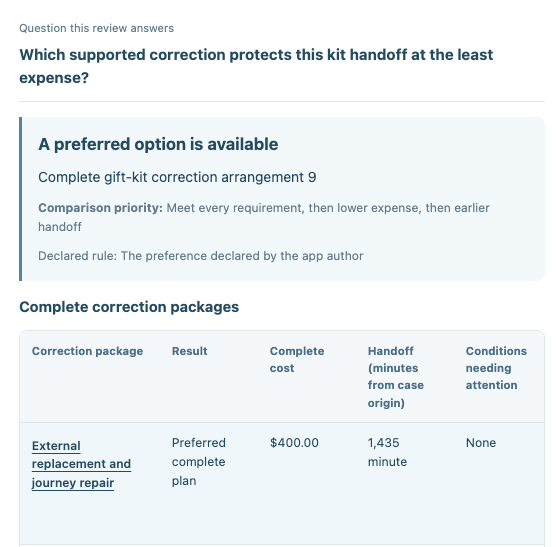 Question this review answers
Which supported correction protects this kit handoff at the least
expense?
A preferred option is available
Complete gift-kit correction arrangement 9
Comparison priority: Meet every requirement, then lower expense, then earlier
handoff
Declared rule: The preference declared by the app author
Complete correction packages
Correction package
Result
Complete
cost
Handoff
(minutes
from case
origin)
Conditions
needing
attention
External
replacement and
journey repair
Preferred
complete
plan
$400.00
1,435
minute
None